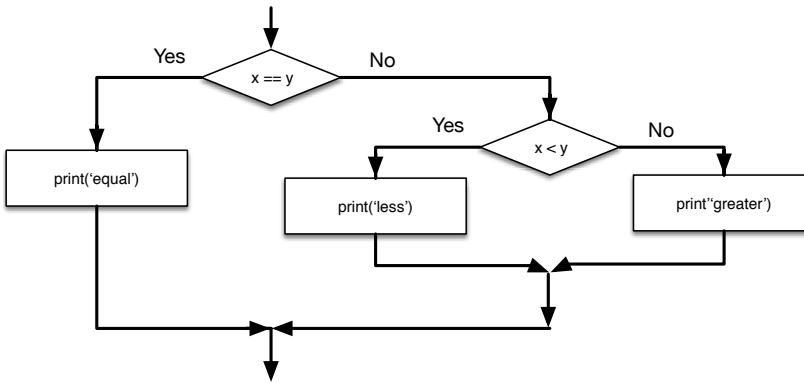 Yes
x == y
No
Yes
x < y
No
print(‘equal’)
print(‘less’)
print’‘greater’)